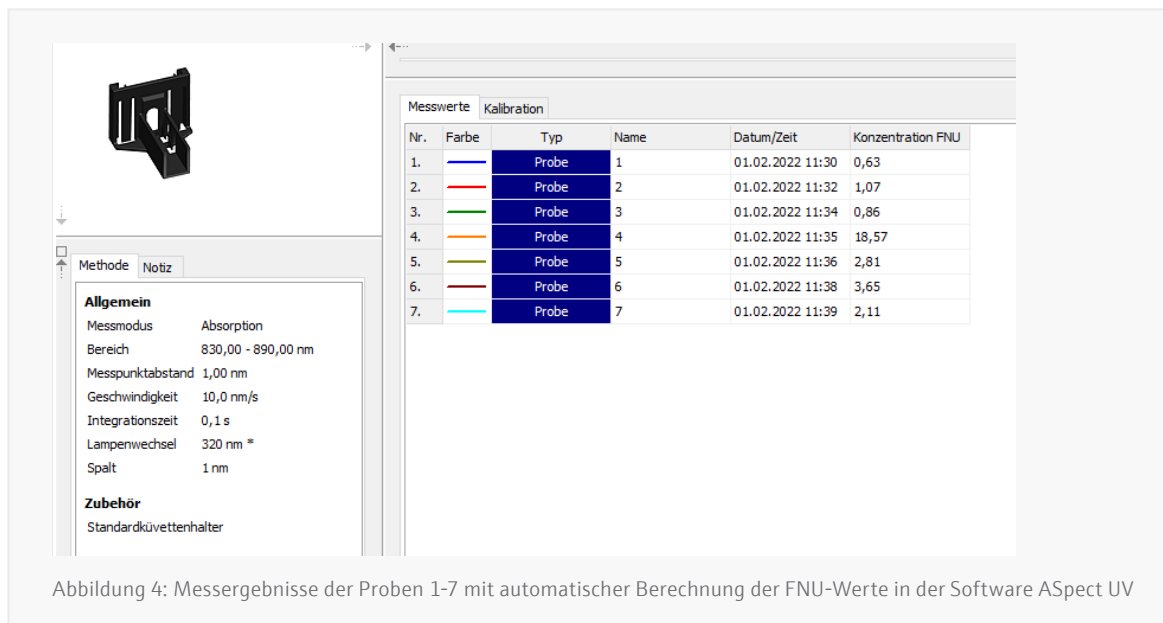 Messwerte Kalibration
Nr. Farbe Typ Name Datum/Zeit Konzentration FNU
1. Probe 1 01.02.2022 11:30 0,63
2. Probe 2 01.02.2022 11:32 1,07
3. Probe 3 01.02.2022 11:34 0,86
4. Probe 4 01.02.2022 11:35 18,57
5. Probe 5 01.02.2022 11:36 2,81
6. Probe 6 01.02.2022 11:38 3,65
7. Probe 7 01.02.2022 11:39 2,11
Methode Notiz
Allgemein
Messmodus Absorption
Bereich 830,00 - 890,00 nm
Messpunktabstand 1,00 nm
Geschwindigkeit 10,0 nm/s
Integrationszeit 0,1 s
Lampenwechsel 320 nm *
Spalt 1 nm
Zubehör
Standardküvettenhalter
Abbildung 4: Messergebnisse der Proben 1-7 mit automatischer Berechnung der FNU-Werte in der Software ASpect UV